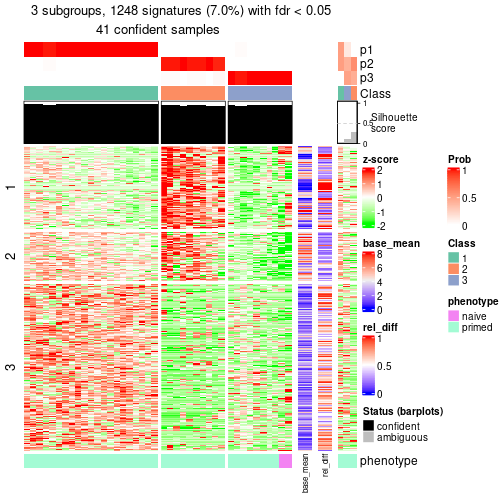 3 subgroups, 1248 signatures (7.0%) with fdr < 0.05
41 confident samples
p1
p2
p3
Class
1
0.5
0
Silhouette
score
1
2
3
z-score
2
1
0
-1
-2
Prob
1
0.5
0
base_mean
8
6
4
2
0
Class
1
2
3
phenotype
naive
primed
rel_diff
1
0.5
0
Status (barplots)
confident
ambiguous
phenotype
base_mean
rel_diff